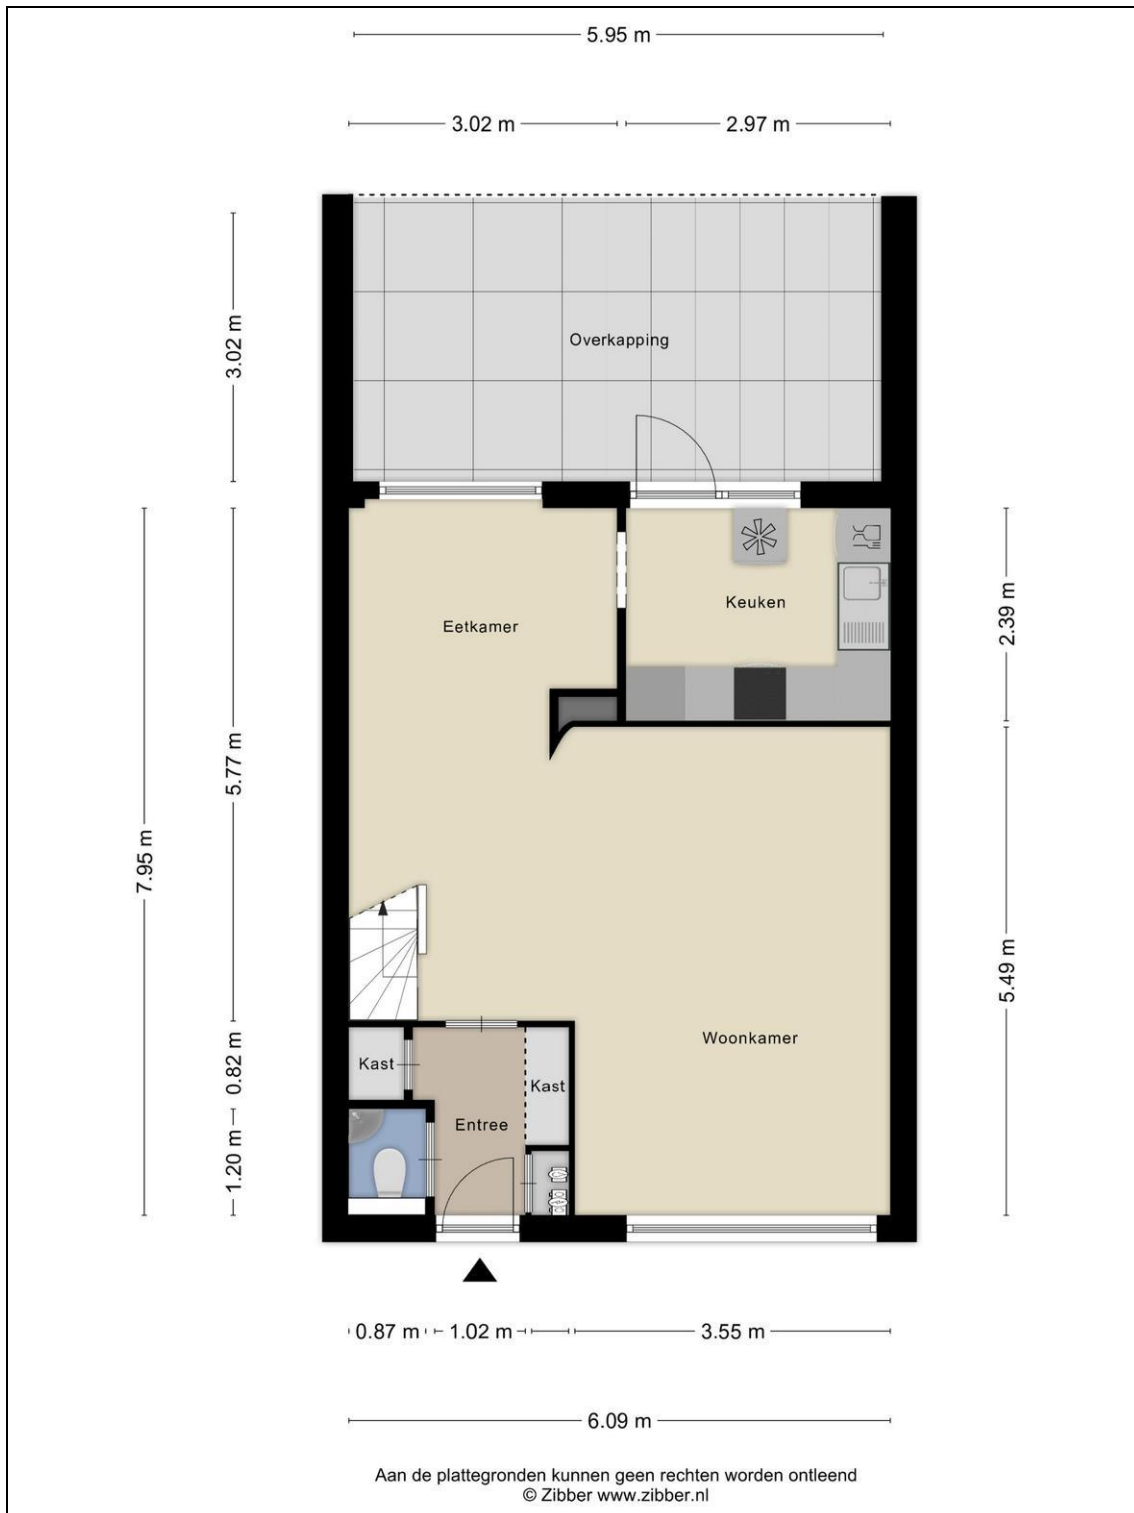 5.95 m
3.02 m
2.97 m
3.02 m
Overkapping
Keuken
2.39 m
Eetkamer
5.77 m
7.95 m
5.49 m
Woonkamer
0.82 m
Kast
Kast
Entree
1.20 m
0.87 m
1.02 m
3.55 m
6.09 m
Aan de plattegronden kunnen geen rechten worden ontleend
© Zibber www.zibber.nl